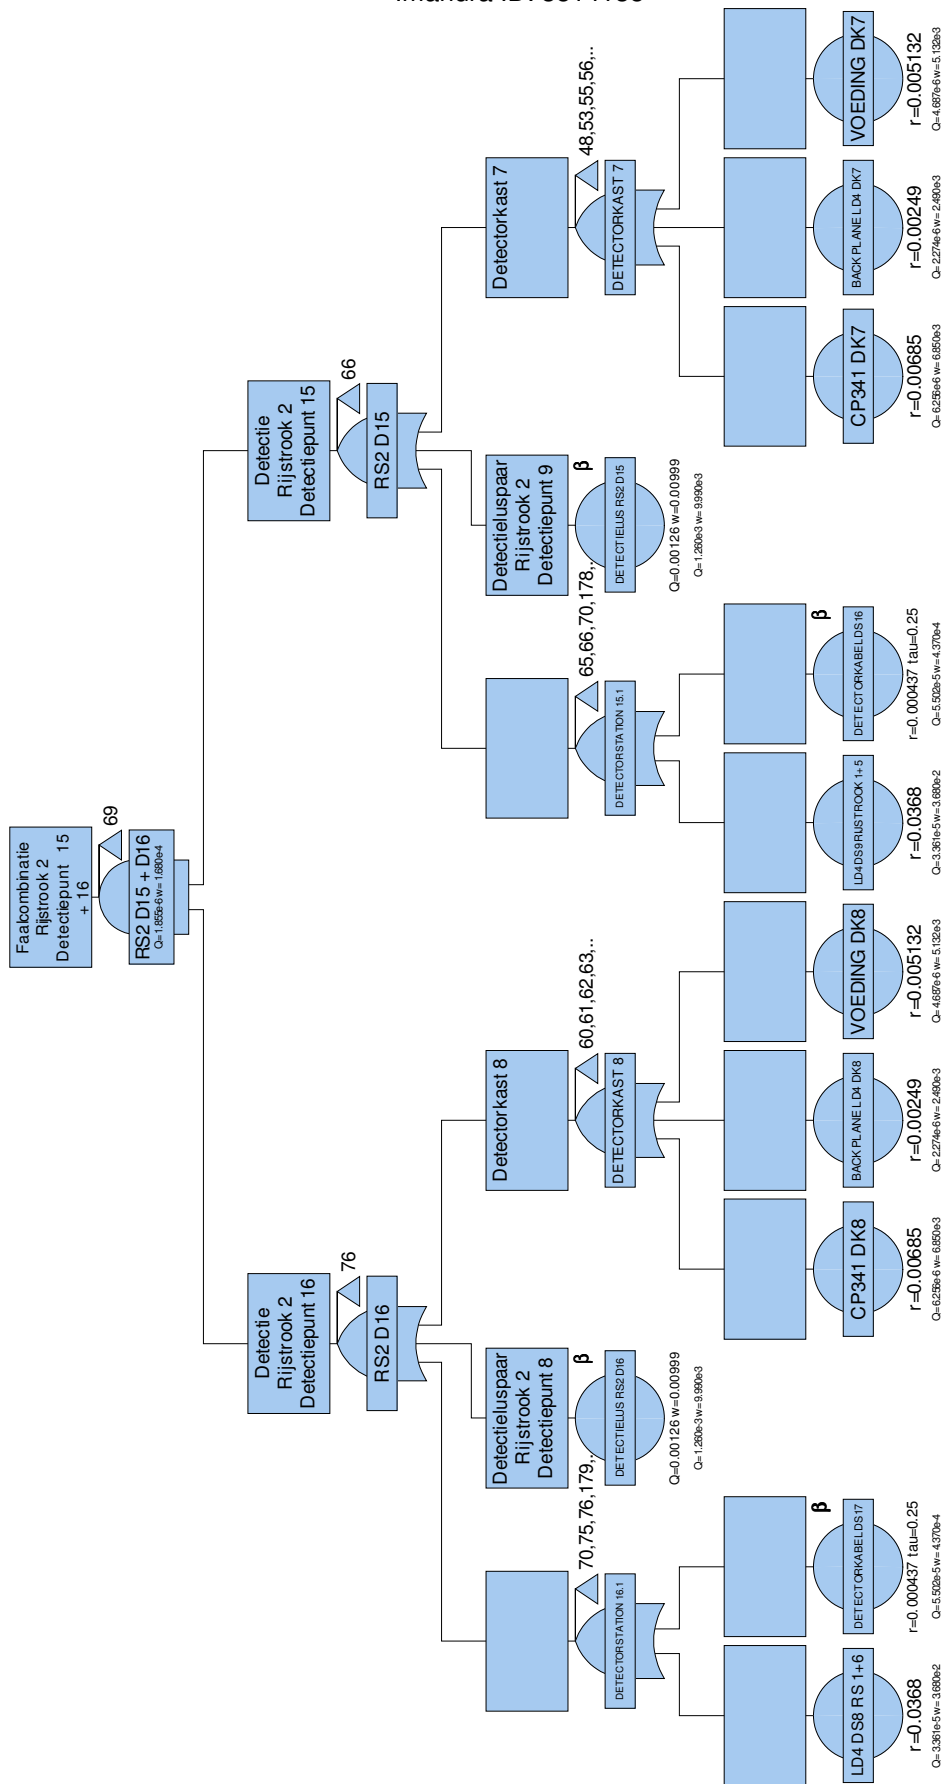 Faalcombinatie
Rijstrook 2
Detectiepunt 15
+ 16
69
RS2 D15 + D16
Q=1.855e-6 w=1.680e-4
Detectie
Rijstrook 2
Detectiepunt 16
76
RS2 D16
Detectie
Rijstrook 2
Detectiepunt 15
66
RS2 D15
70,75,76,179,..
DETECTORSTATION 16.1
Detectieluspaar
Rijstrook 2
Detectiepunt 8
β
DETECTIELUS RS2 D16
Q=0.00126 w=0.00999
Q=1.260e-3 w=9.990e-3
Detectorkast 8
60,61,62,63,..
DETECTORKAST 8
65,66,70,178,..
DETECTORSTATION 15.1
Detectieluspaar
Rijstrook 2
Detectiepunt 9
β
DETECTIELUS RS2 D15
Q=0.00126 w=0.00999
Q=1.260e-3 w=9.990e-3
Detectorkast 7
48,53,55,56,..
DETECTORKAST 7
LD4 DS8 RS 1+6
r=0.0368
Q=3.361e-5 w=3.680e-2
β
DETECTORKABEL DS17
r=0.000437 tau=0.25
Q=5.502e-5 w=4.370e-4
CP341 DK8
r=0.00685
Q=6.256e-6 w=6.850e-3
BACK PLANE LD4 DK8
r=0.00249
Q=2.274e-6 w=2.490e-3
VOEDING DK8
r=0.005132
Q=4.687e-6 w=5.132e-3
LD4 DS9 RIJSTROOK 1+5
r=0.0368
Q=3.361e-5 w=3.680e-2
β
DETECTORKABEL DS16
r=0.000437 tau=0.25
Q=5.502e-5 w=4.370e-4
CP341 DK7
r=0.00685
Q=6.256e-6 w=6.850e-3
BACK PLANE LD4 DK7
r=0.00249
Q=2.274e-6 w=2.490e-3
VOEDING DK7
r=0.005132
Q=4.687e-6 w=5.132e-3